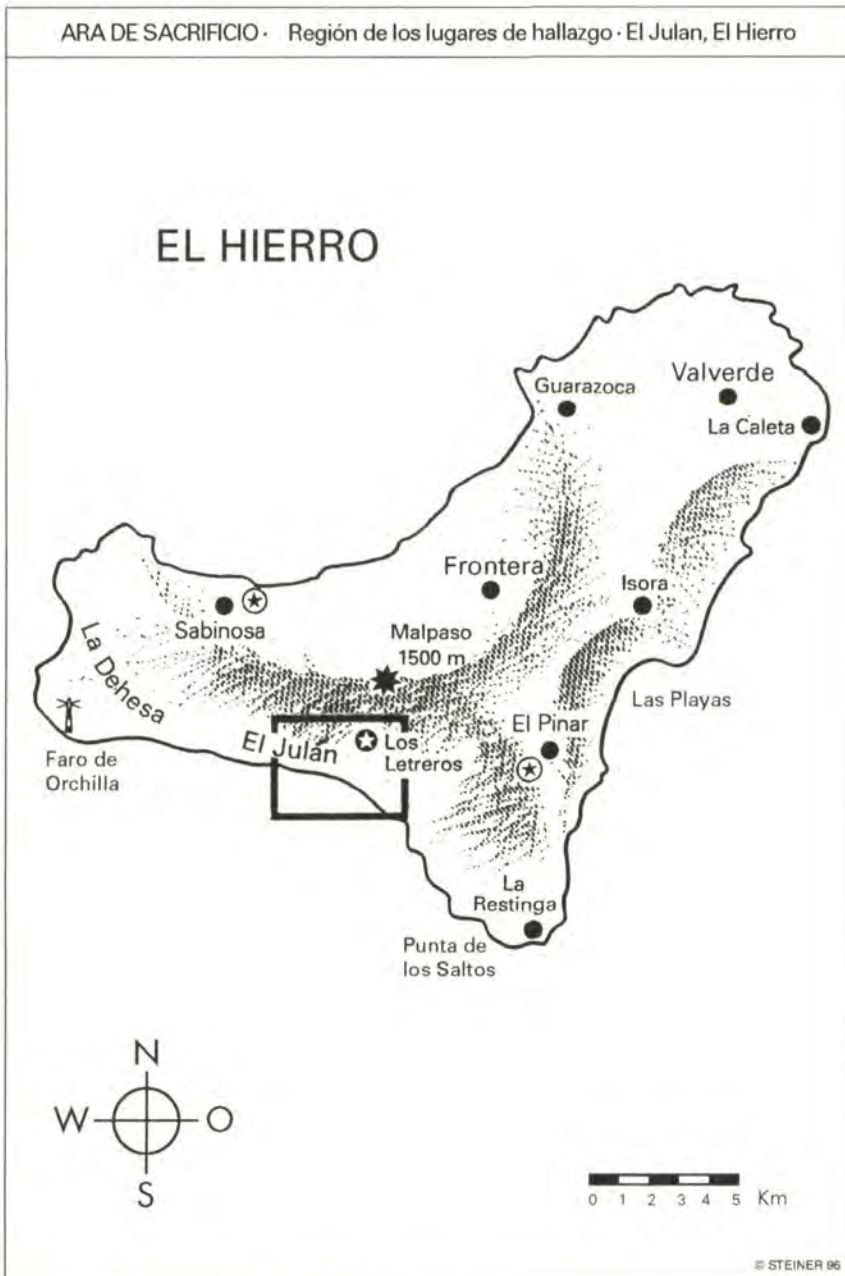 ARA DE SACRIFICIO · Región de los lugares de hallazgo · El Julan, El Hierro
EL HIERRO
Guarazoca
Valverde
La Caleta
Frontera
Isora
Sabinosa
Malpaso
1500 m
La Dehesa
Las Playas
El Pinar
El Julan
Los
Letreros
Faro de
Orchilla
La
Restinga
Punta de
los Saltos
N
W
O
S
0 1 2 3 4 5 Km
© STEINER 96